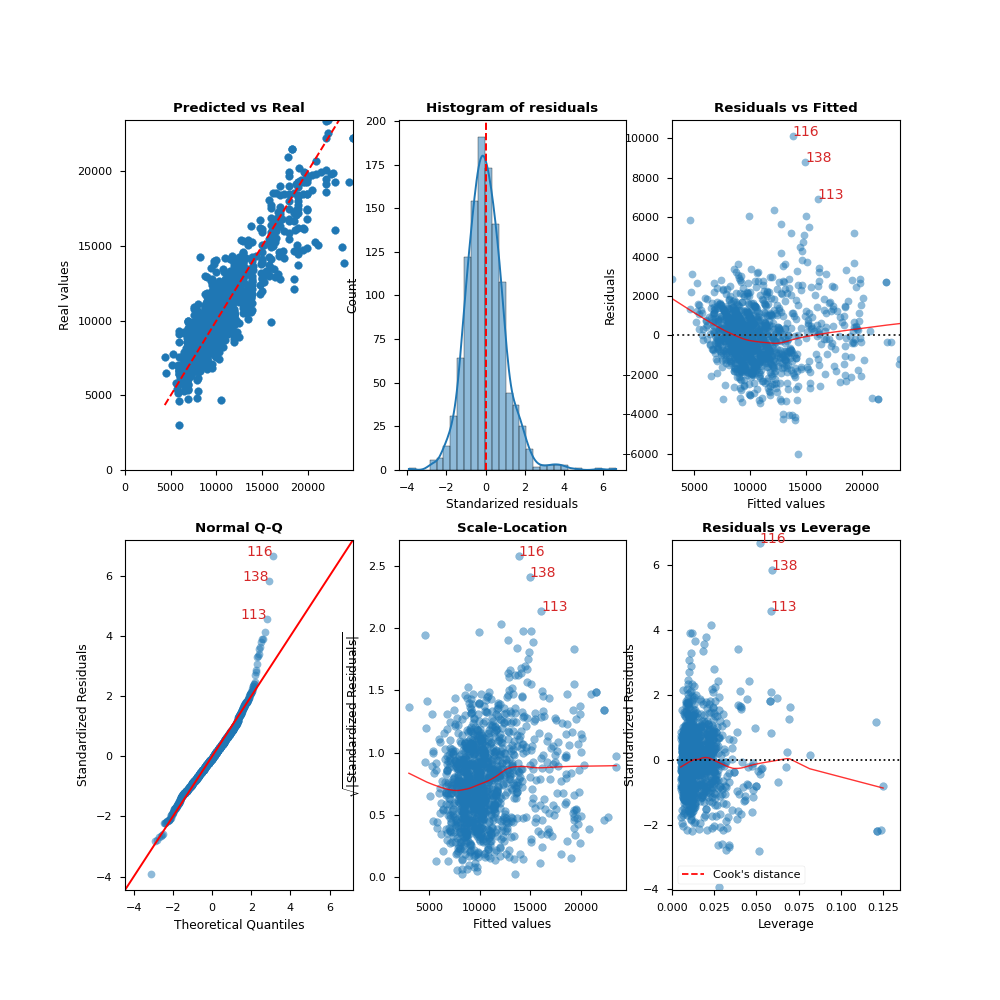 Predicted vs Real
Real values
20000
15000
10000
5000
0
0 5000 10000 15000 20000
Histogram of residuals
Count
200
175
150
125
100
75
50
25
0
−4 −2 0 2 4 6
Standarized residuals
Residuals vs Fitted
Residuals
10000
8000
6000
4000
2000
0
−2000
−4000
−6000
116
138
113
5000 10000 15000 20000
Fitted values
Normal Q-Q
Standardized Residuals
6
4
2
0
−2
−4
116
138
113
−4 −2 0 2 4 6
Theoretical Quantiles
Scale-Location
√|Standardized Residuals|
2.5
2.0
1.5
1.0
0.5
0.0
116
138
113
5000 10000 15000 20000
Fitted values
Residuals vs Leverage
Standardized Residuals
6
4
2
0
−2
−4
116
138
113
Cook's distance
0.000 0.025 0.050 0.075 0.100 0.125
Leverage